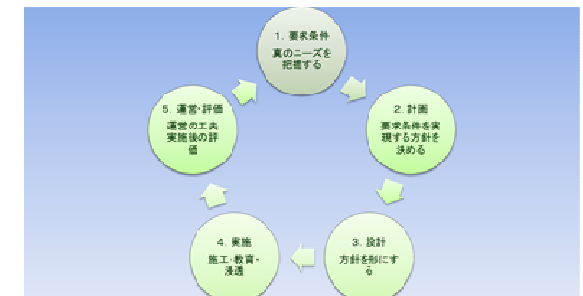 1. 要求条件
真のニーズを
把握する
2. 計画
要求条件を実
現する方針を
決める
3. 設計
方針を形にす
る
4. 実施
施工・教育・
浸透
5. 運営・評価
運営の工夫
実施後の評
価